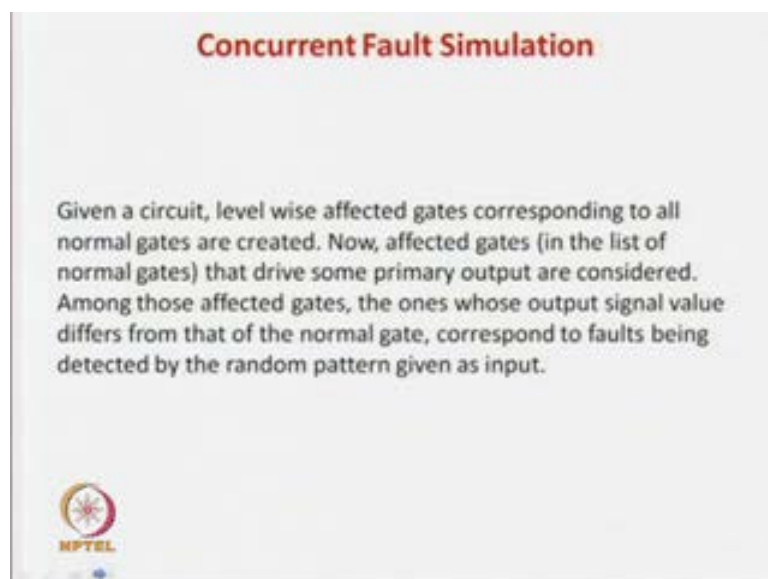 Concurrent Fault Simulation
Given a circuit, level wise affected gates corresponding to all
normal gates are created. Now, affected gates (in the list of
normal gates) that drive some primary output are considered.
Among those affected gates, the ones whose output signal value
differs from that of the normal gate, correspond to faults being
detected by the random pattern given as input.
NPTEL